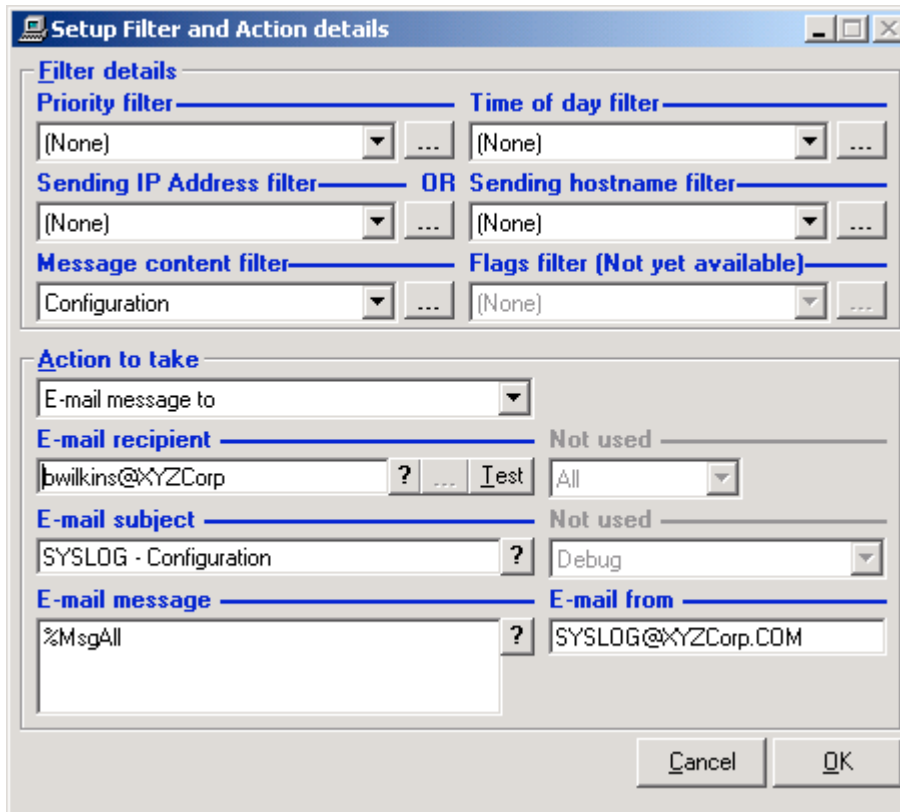 Setup Filter and Action details
Filter details
Priority filter Time of day filter
(None) ... (None) ...
Sending IP Address filter OR Sending hostname filter
(None) ... (None) ...
Message content filter Flags filter (Not yet available)
Configuration ... (None) ...
Action to take
E-mail message to
E-mail recipient Not used
bwilkins@XYZCorp ? ... Test All
E-mail subject Not used
SYSLOG - Configuration ? Debug
E-mail message E-mail from
%MsgAll ? SYSLOG@XYZCorp.COM
Cancel OK